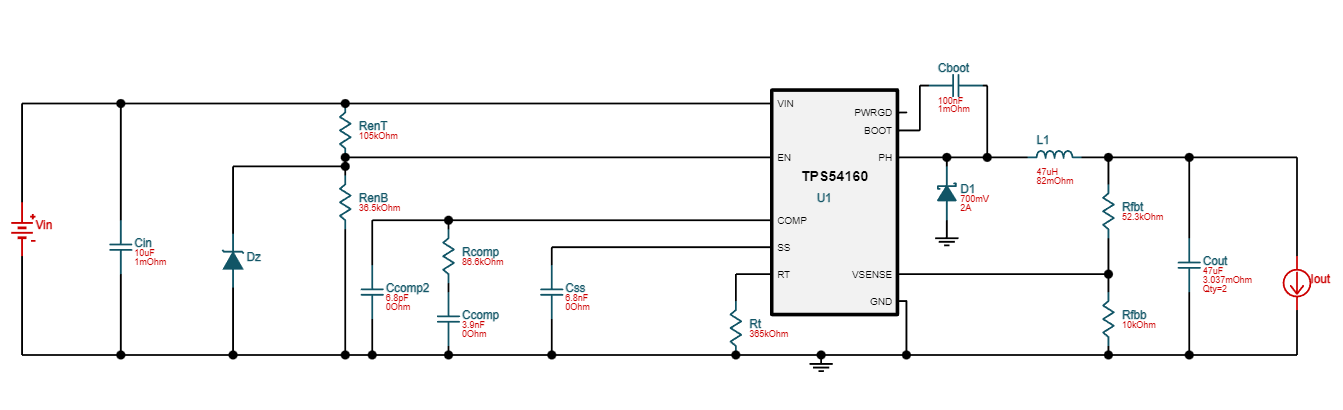 Cboot
100nF
1mOhm
VIN
PWRGD
BOOT
RenT
105kOhm
L1
EN
PH
47uH
82mOhm
TPS54160
U1
D1
700mV
2A
RenB
36.5kOhm
Rfbt
52.3kOhm
COMP
+
Vin
-
Cin
10uF
1mOhm
Dz
SS
Rcomp
86.6kOhm
Cout
47uF
3.037mOhm
Qty=2
RT
VSENSE
Iout
Ccomp2
6.8pF
0Ohm
Css
6.8nF
0Ohm
GND
Ccomp
3.9nF
0Ohm
Rt
365kOhm
Rfbb
10kOhm